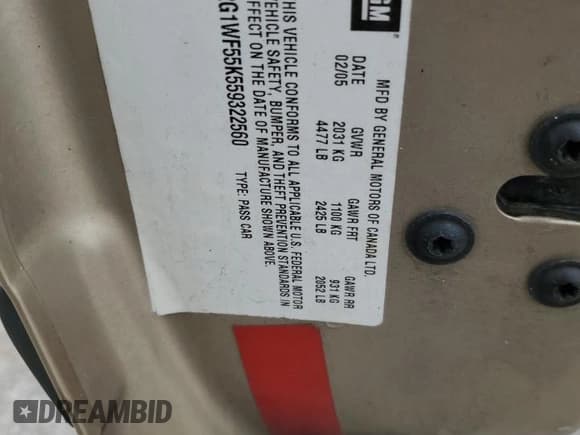 GM
MFD BY GENERAL MOTORS OF CANADA LTD.
DATE GVWR GAWR FRT GAWR RR
02/05 2031 KG 1100 KG 931 KG
4477 LB 2425 LB 2052 LB
THIS VEHICLE CONFORMS TO ALL APPLICABLE U.S. FEDERAL MOTOR
VEHICLE SAFETY, BUMPER, AND THEFT PREVENTION STANDARDS IN
EFFECT ON THE DATE OF MANUFACTURE SHOWN ABOVE.
G1WF55K559322560 TYPE: PASS CAR
DREAMBID